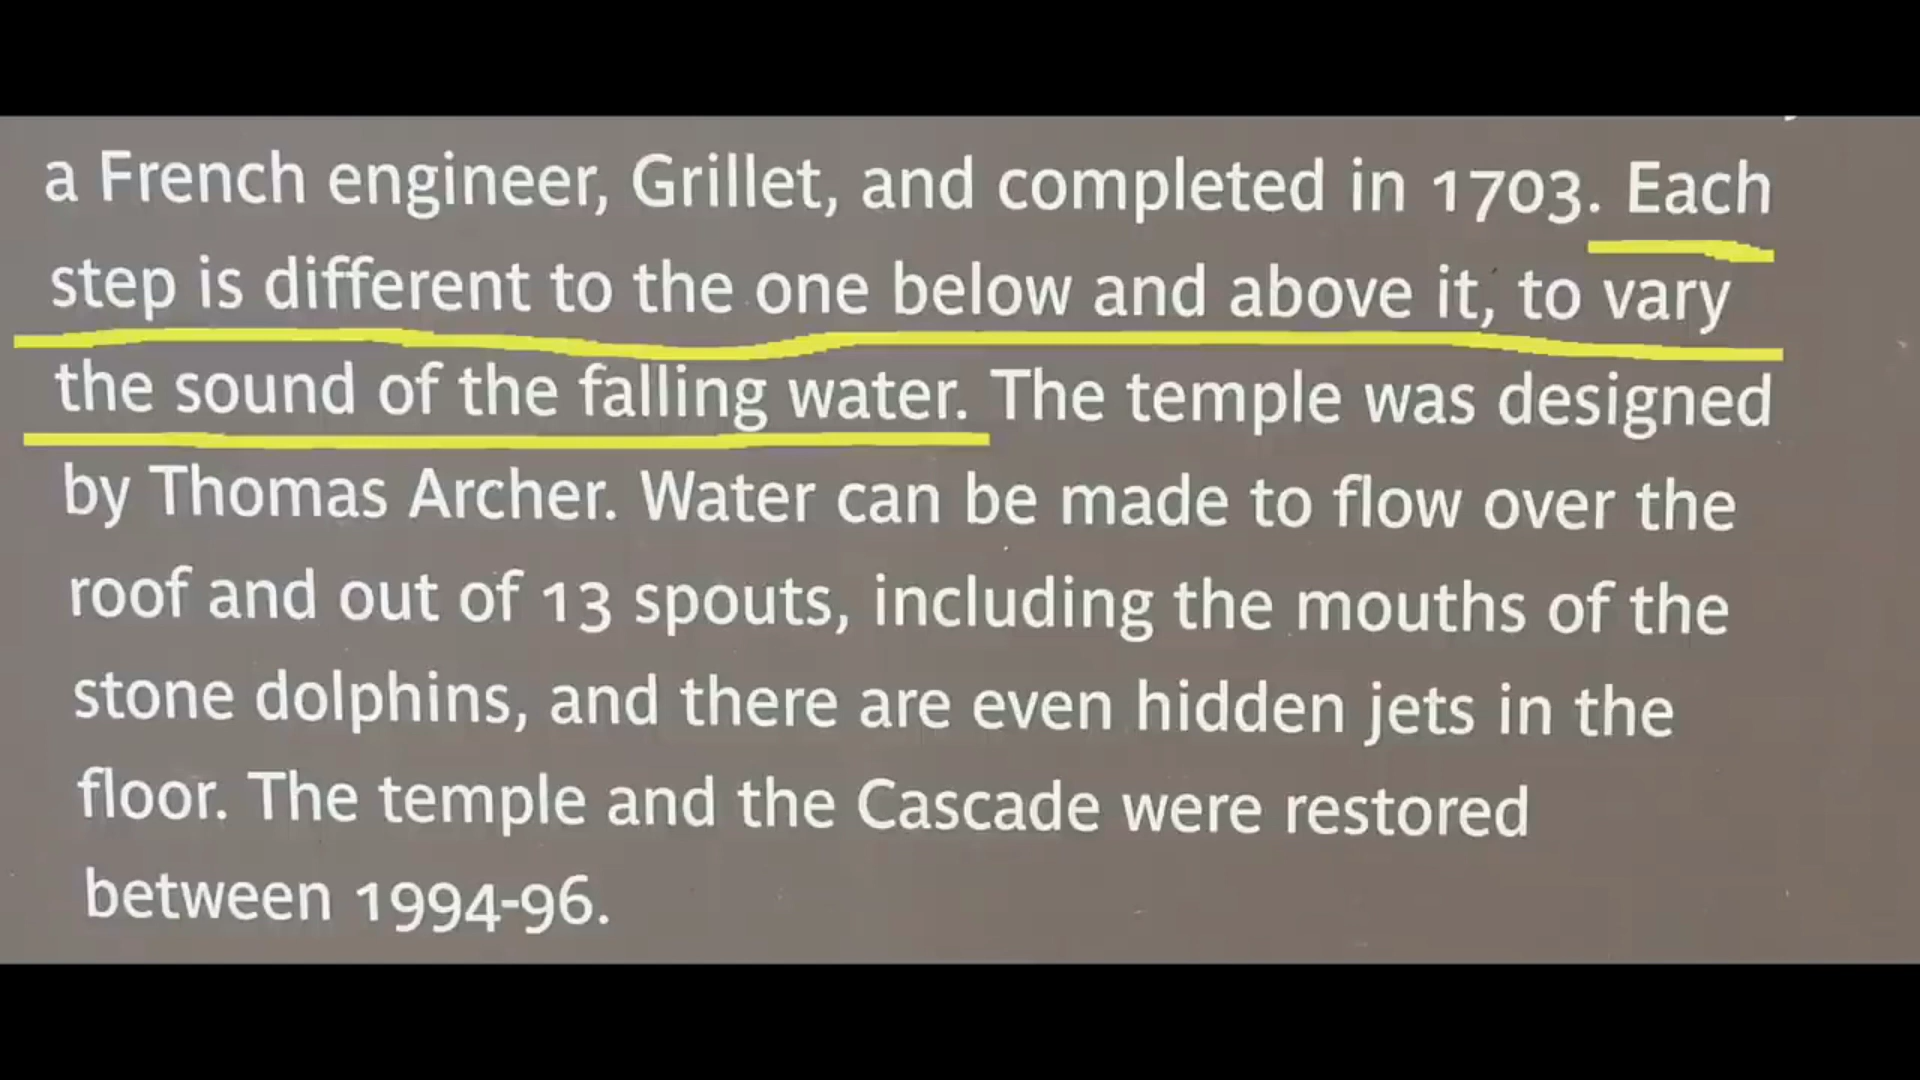 a French engineer, Grillet, and completed in 1703. Each
step is different to the one below and above it, to vary
the sound of the falling water. The temple was designed
by Thomas Archer. Water can be made to flow over the
roof and out of 13 spouts, including the mouths of the
stone dolphins, and there are even hidden jets in the
floor. The temple and the Cascade were restored
between 1994-96.